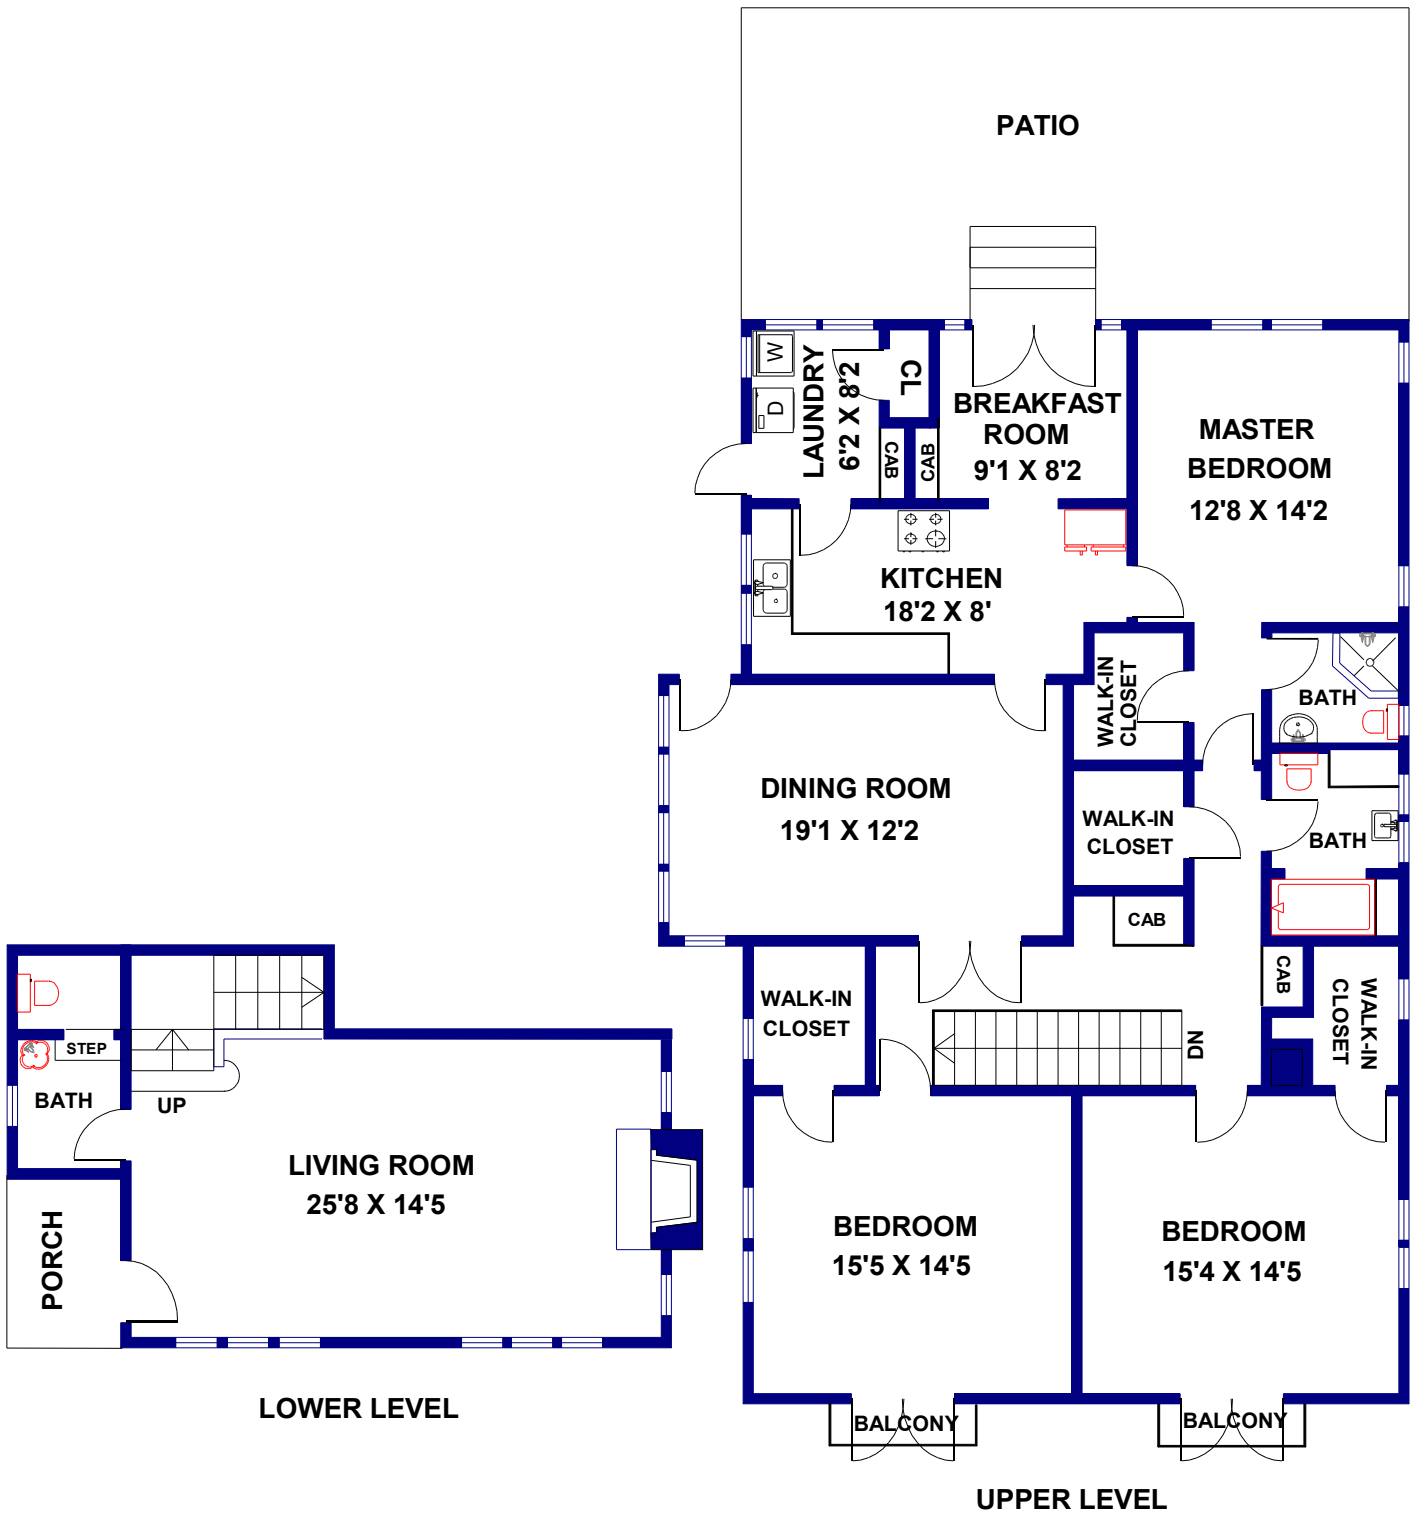 PATIO
W
D
LAUNDRY
6'2 X 8'2
CL
CAB
CAB
BREAKFAST
ROOM
9'1 X 8'2
MASTER
BEDROOM
12'8 X 14'2
KITCHEN
18'2 X 8'
WALK-IN
CLOSET
BATH
DINING ROOM
19'1 X 12'2
WALK-IN
CLOSET
BATH
CAB
CAB
WALK-IN
CLOSET
WALK-IN
CLOSET
DN
STEP
BATH
UP
LIVING ROOM
25'8 X 14'5
PORCH
BEDROOM
15'5 X 14'5
BEDROOM
15'4 X 14'5
BALCONY
BALCONY
LOWER LEVEL
UPPER LEVEL